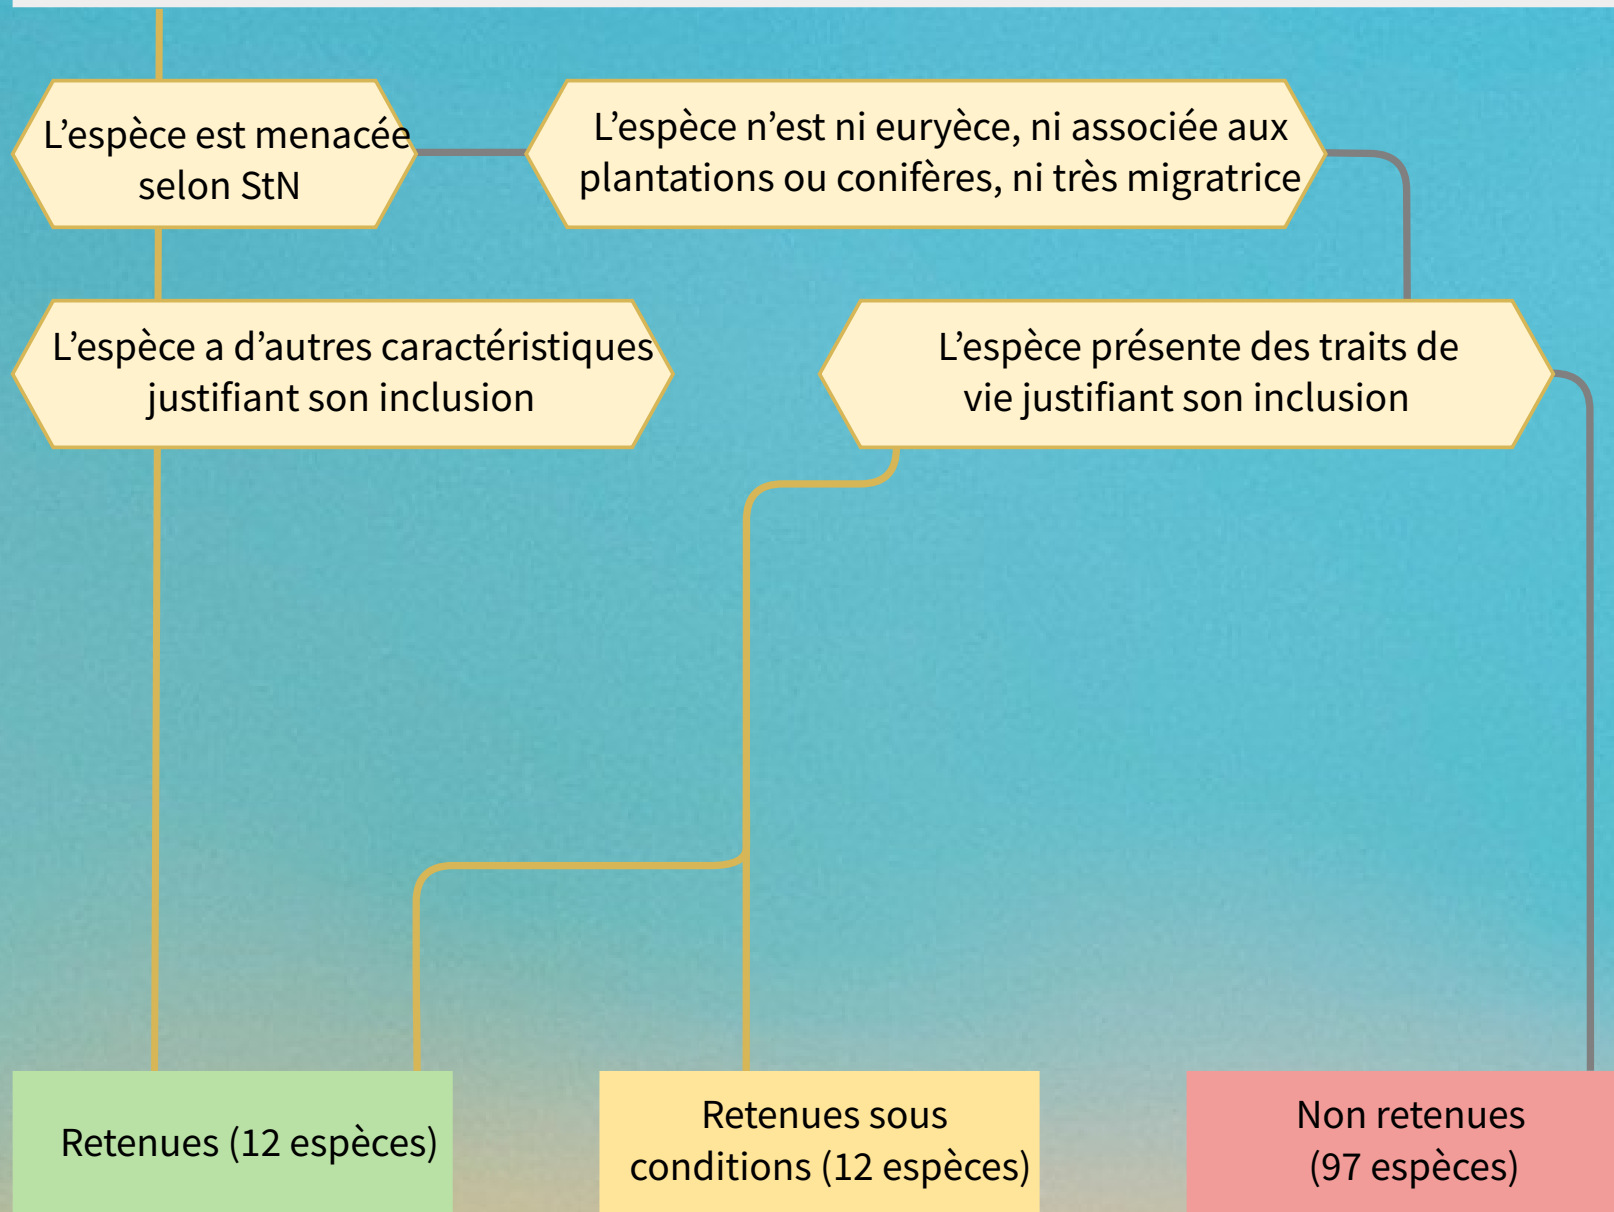 L’espèce est menacée
selon StN
L’espèce n’est ni euryèce, ni associée aux
plantations ou conifères, ni très migratrice
L’espèce a d’autres caractéristiques
justifiant son inclusion
L’espèce présente des traits de
vie justifiant son inclusion
Retenues (12 espèces)
Retenues sous
conditions (12 espèces)
Non retenues
(97 espèces)